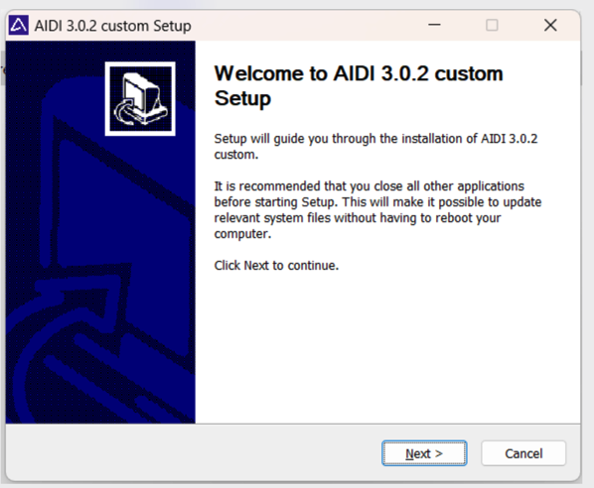 AIDI 3.0.2 custom Setup
Welcome to AIDI 3.0.2 custom
Setup
Setup will guide you through the installation of AIDI 3.0.2
custom.
It is recommended that you close all other applications
before starting Setup. This will make it possible to update
relevant system files without having to reboot your
computer.
Click Next to continue.
Next >
Cancel